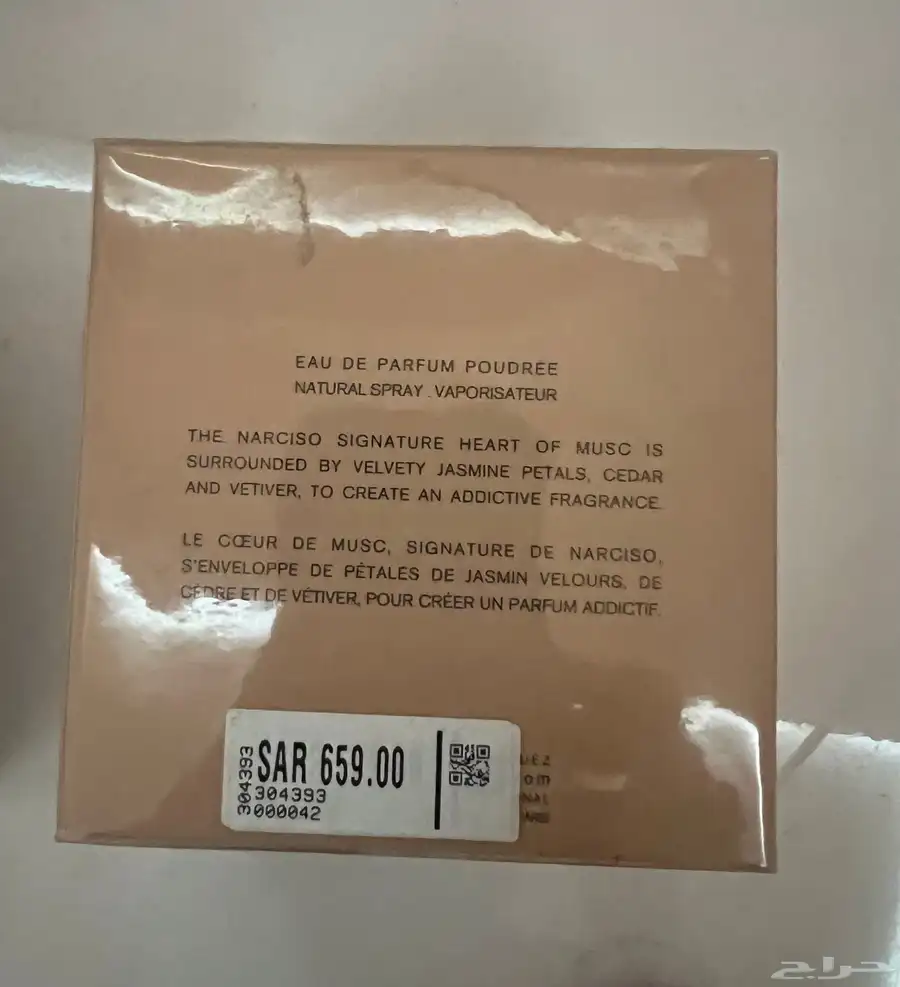 EAU DE PARFUM POUDRÉE
NATURAL SPRAY . VAPORISATEUR
THE NARCISO SIGNATURE HEART OF MUSC IS
SURROUNDED BY VELVETY JASMINE PETALS, CEDAR
AND VETIVER, TO CREATE AN ADDICTIVE FRAGRANCE.
LE CŒUR DE MUSC, SIGNATURE DE NARCISO,
S'ENVELOPPE DE PÉTALES DE JASMIN VELOURS, DE
CÈDRE ET DE VÉTIVER, POUR CRÉER UN PARFUM ADDICTIF.
304393
SAR 659.00
304393
000042
حراج